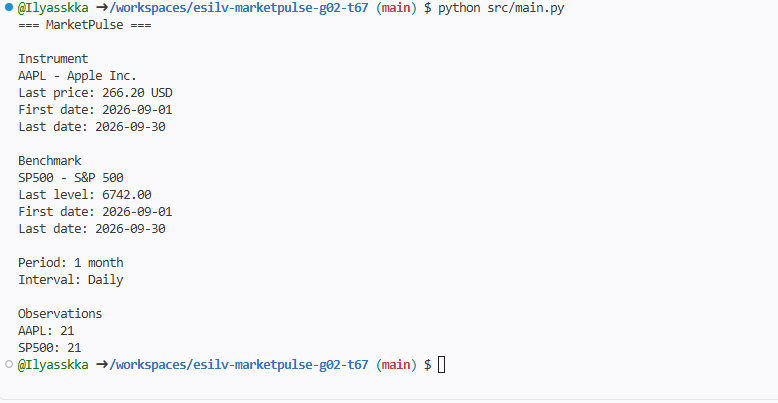 @Ilyasskka ➜/workspaces/esilv-marketpulse-g02-t67 (main) $ python src/main.py
=== MarketPulse ===
Instrument
AAPL - Apple Inc.
Last price: 266.20 USD
First date: 2026-09-01
Last date: 2026-09-30
Benchmark
SP500 - S&P 500
Last level: 6742.00
First date: 2026-09-01
Last date: 2026-09-30
Period: 1 month
Interval: Daily
Observations
AAPL: 21
SP500: 21
@Ilyasskka ➜/workspaces/esilv-marketpulse-g02-t67 (main) $